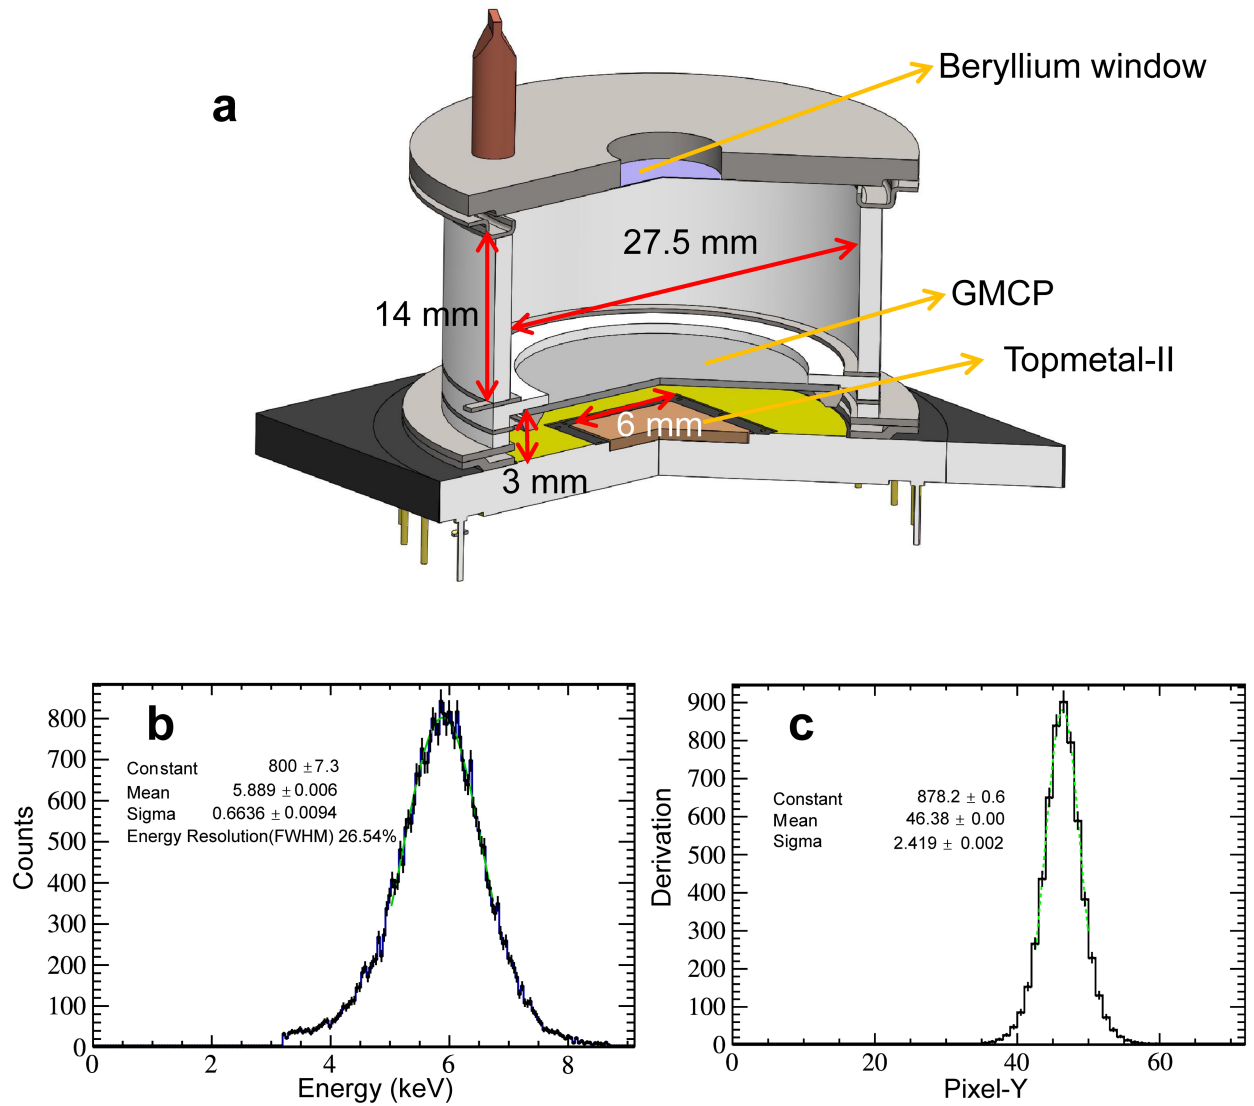 a
Beryllium window
27.5 mm
GMCP
14 mm
Topmetal-II
6 mm
3 mm
b
Constant 800 ±7.3
Mean 5.889 ± 0.006
Sigma 0.6636 ± 0.0094
Energy Resolution(FWHM) 26.54%
Counts
800
700
600
500
400
300
200
100
0
0 2 4 6 8
Energy (keV)
c
Constant 878.2 ± 0.6
Mean 46.38 ± 0.00
Sigma 2.419 ± 0.002
Derivation
900
800
700
600
500
400
300
200
100
0
0 20 40 60
Pixel-Y